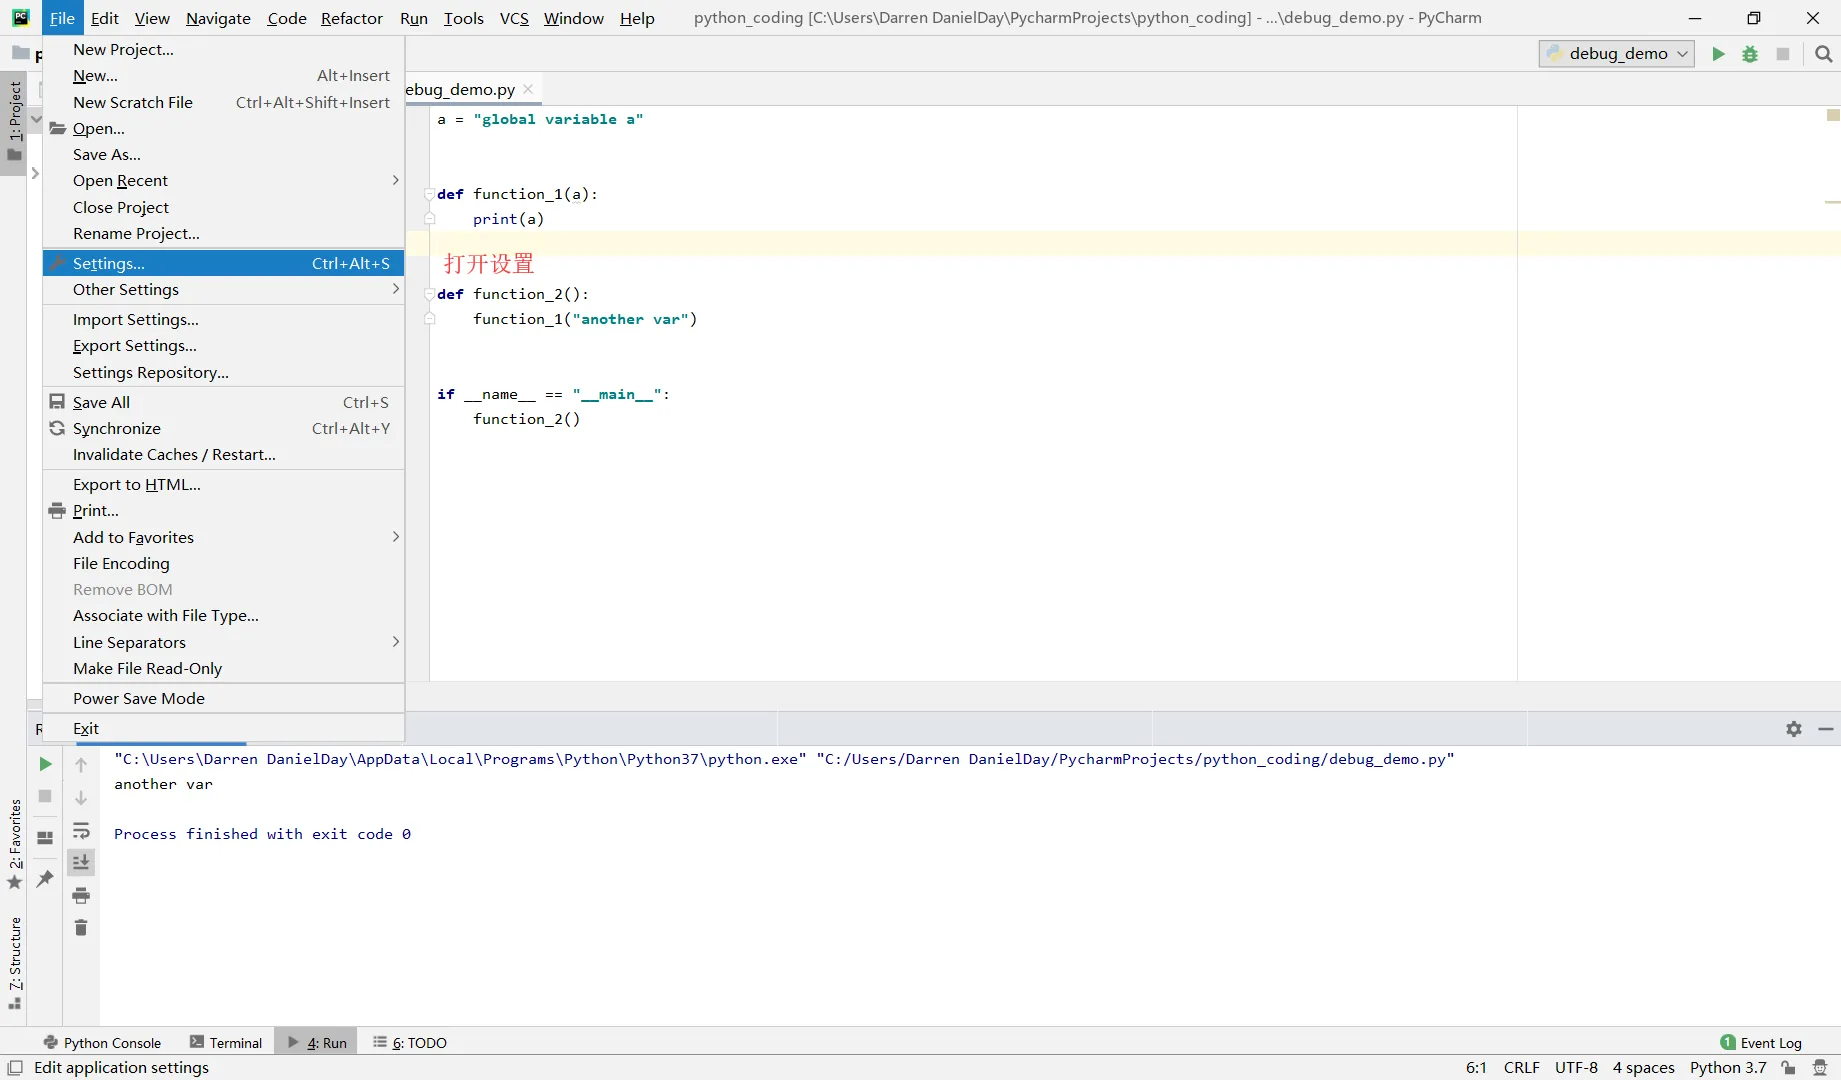 File Edit View Navigate Code Refactor Run Tools VCS Window Help python_coding [C:\Users\Darren DanielDay\PycharmProjects\python_coding] - ...\debug_demo.py - PyCharm
debug_demo
New Project...
New... Alt+Insert
New Scratch File Ctrl+Alt+Shift+Insert
Open...
Save As...
Open Recent
Close Project
Rename Project...
Settings... Ctrl+Alt+S
Other Settings
Import Settings...
Export Settings...
Settings Repository...
Save All Ctrl+S
Synchronize Ctrl+Alt+Y
Invalidate Caches / Restart...
Export to HTML...
Print...
Add to Favorites
File Encoding
Remove BOM
Associate with File Type...
Line Separators
Make File Read-Only
Power Save Mode
Exit
1: Project
ebug_demo.py
a = "global variable a"
def function_1(a):
print(a)
打开设置
def function_2():
function_1("another var")
if __name__ == "__main__":
function_2()
"C:\Users\Darren DanielDay\AppData\Local\Programs\Python\Python37\python.exe" "C:/Users/Darren DanielDay/PycharmProjects/python_coding/debug_demo.py"
another var
Process finished with exit code 0
2: Favorites
7: Structure
Python Console Terminal 4: Run 6: TODO 1 Event Log
Edit application settings 6:1 CRLF UTF-8 4 spaces Python 3.7